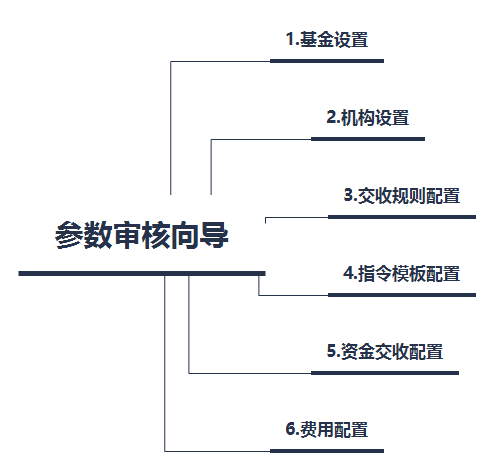 1.基金设置
2.机构设置
3.交收规则配置
参数审核向导
4.指令模板配置
5.资金交收配置
6.费用配置